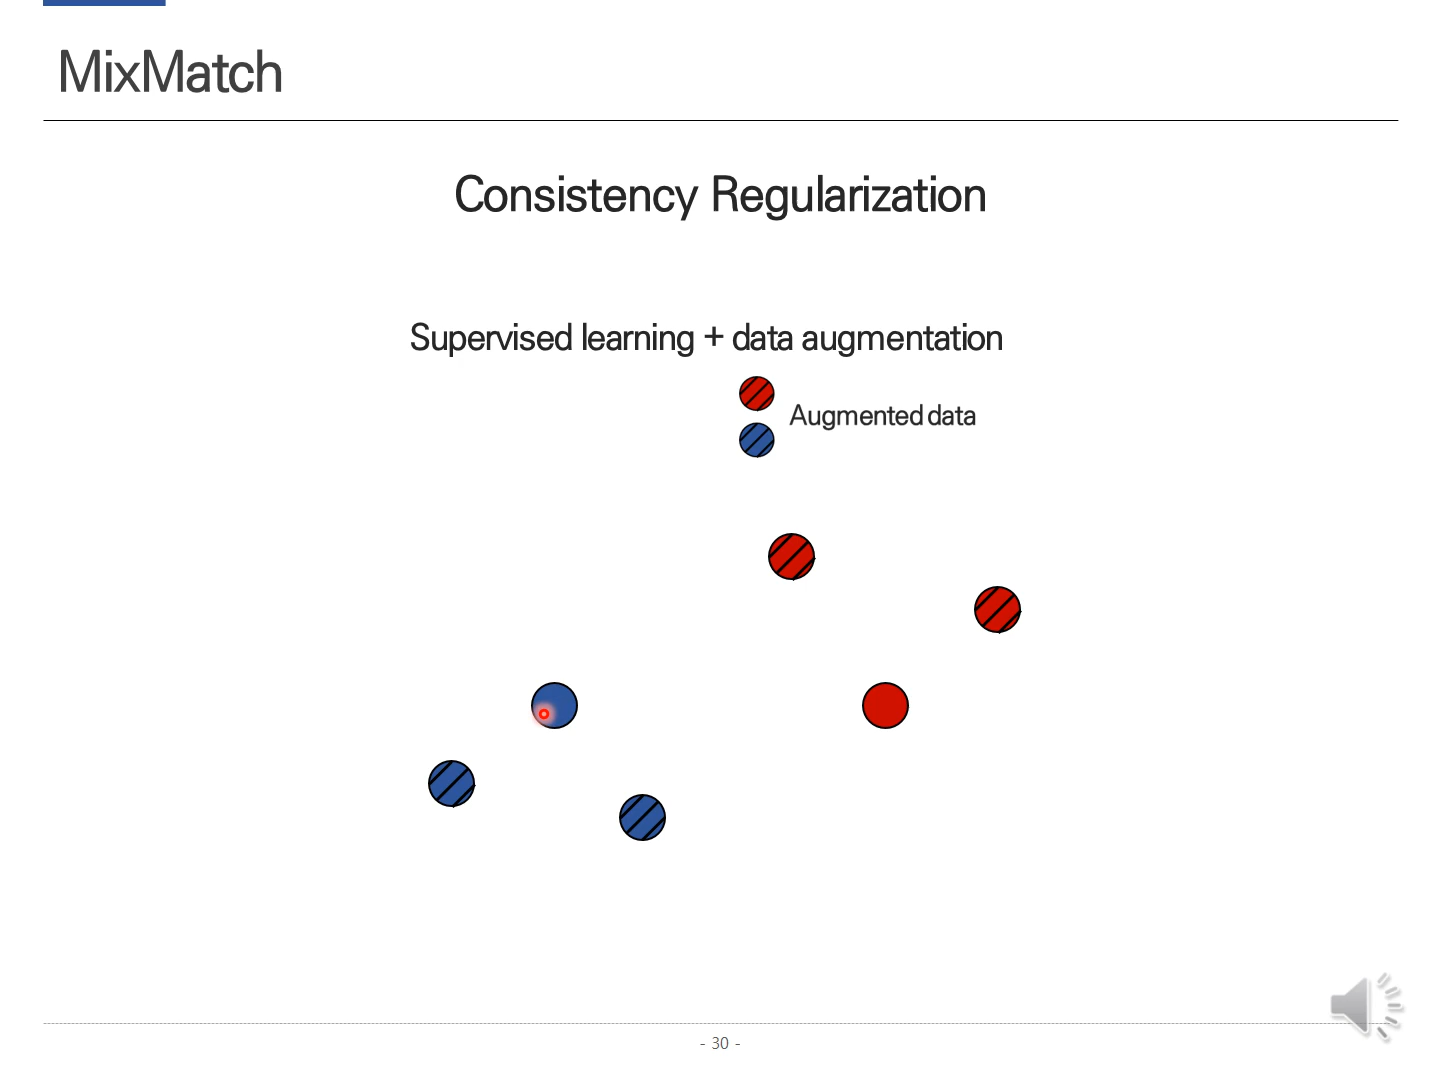 MixMatch
Consistency Regularization
Supervised learning + data augmentation
Augmented data
- 30 -